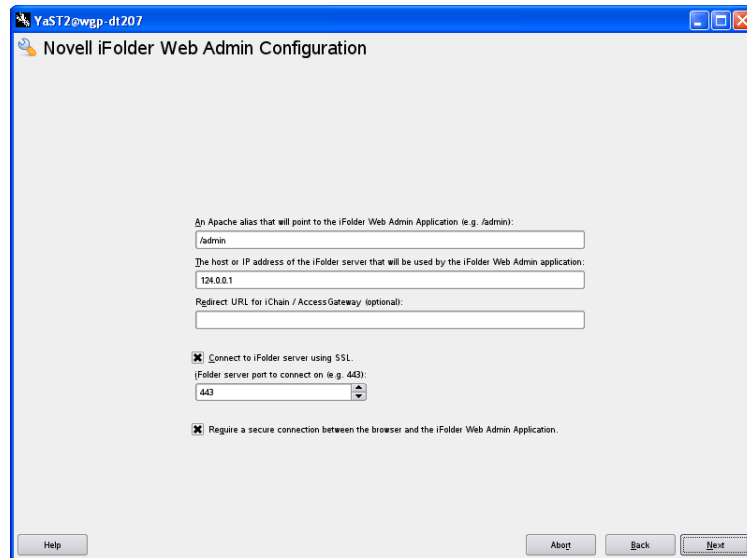 YaST2@wgp-dt207
Novell iFolder Web Admin Configuration
An Apache alias that will point to the iFolder Web Admin Application (e.g. /admin):
/admin
The host or IP address of the iFolder server that will be used by the iFolder Web Admin application:
124.0.0.1
Redirect URL for iChain / AccessGateway (optional):
Connect to iFolder server using SSL.
iFolder server port to connect on (e.g. 443):
443
Require a secure connection between the browser and the iFolder Web Admin Application.
Help
Abort
Back
Next